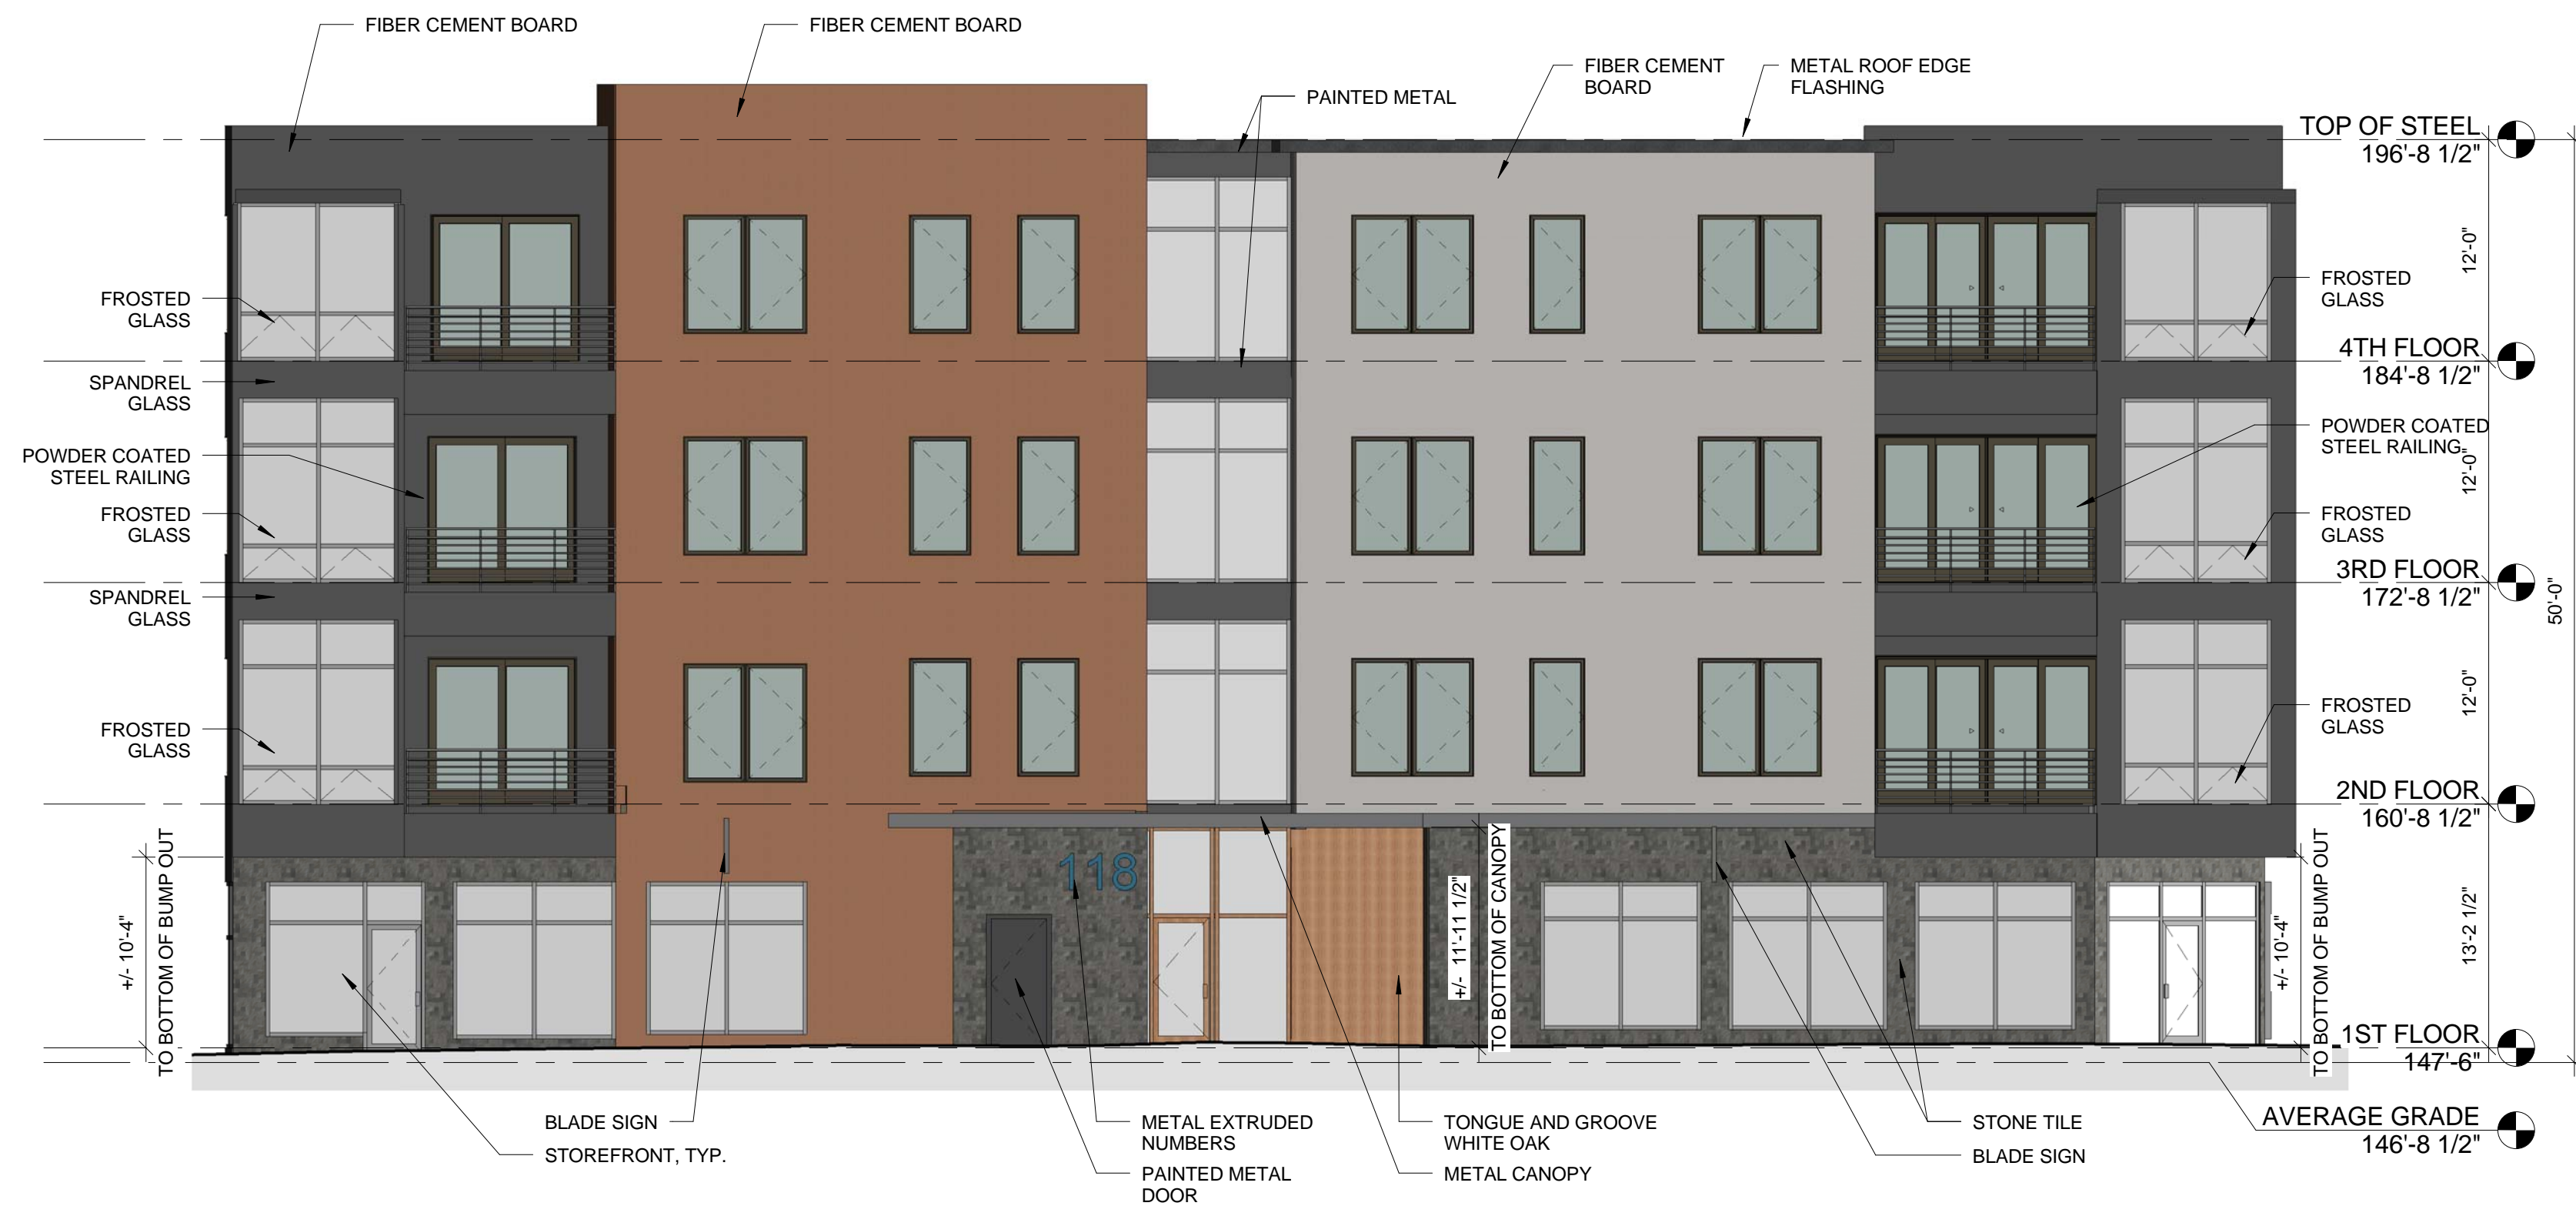 FIBER CEMENT BOARD
FIBER CEMENT BOARD
FIBER CEMENT
BOARD
METAL ROOF EDGE
FLASHING
PAINTED METAL
TOP OF STEEL
196'-8 1/2"
12'-0"
FROSTED
GLASS
FROSTED
GLASS
4TH FLOOR
184'-8 1/2"
SPANDREL
GLASS
POWDER COATED
STEEL RAILING
POWDER COATED
STEEL RAILING
12'-0"
FROSTED
GLASS
FROSTED
GLASS
3RD FLOOR
172'-8 1/2"
50'-0"
SPANDREL
GLASS
12'-0"
FROSTED
GLASS
FROSTED
GLASS
2ND FLOOR
160'-8 1/2"
118
+/- 10'-4"
TO BOTTOM OF BUMP OUT
+/- 11'-11 1/2"
TO BOTTOM OF CANOPY
+/- 10'-4"
TO BOTTOM OF BUMP OUT
13'-2 1/2"
1ST FLOOR
147'-6"
BLADE SIGN
STOREFRONT, TYP.
METAL EXTRUDED
NUMBERS
PAINTED METAL
DOOR
TONGUE AND GROOVE
WHITE OAK
METAL CANOPY
STONE TILE
BLADE SIGN
AVERAGE GRADE
146'-8 1/2"